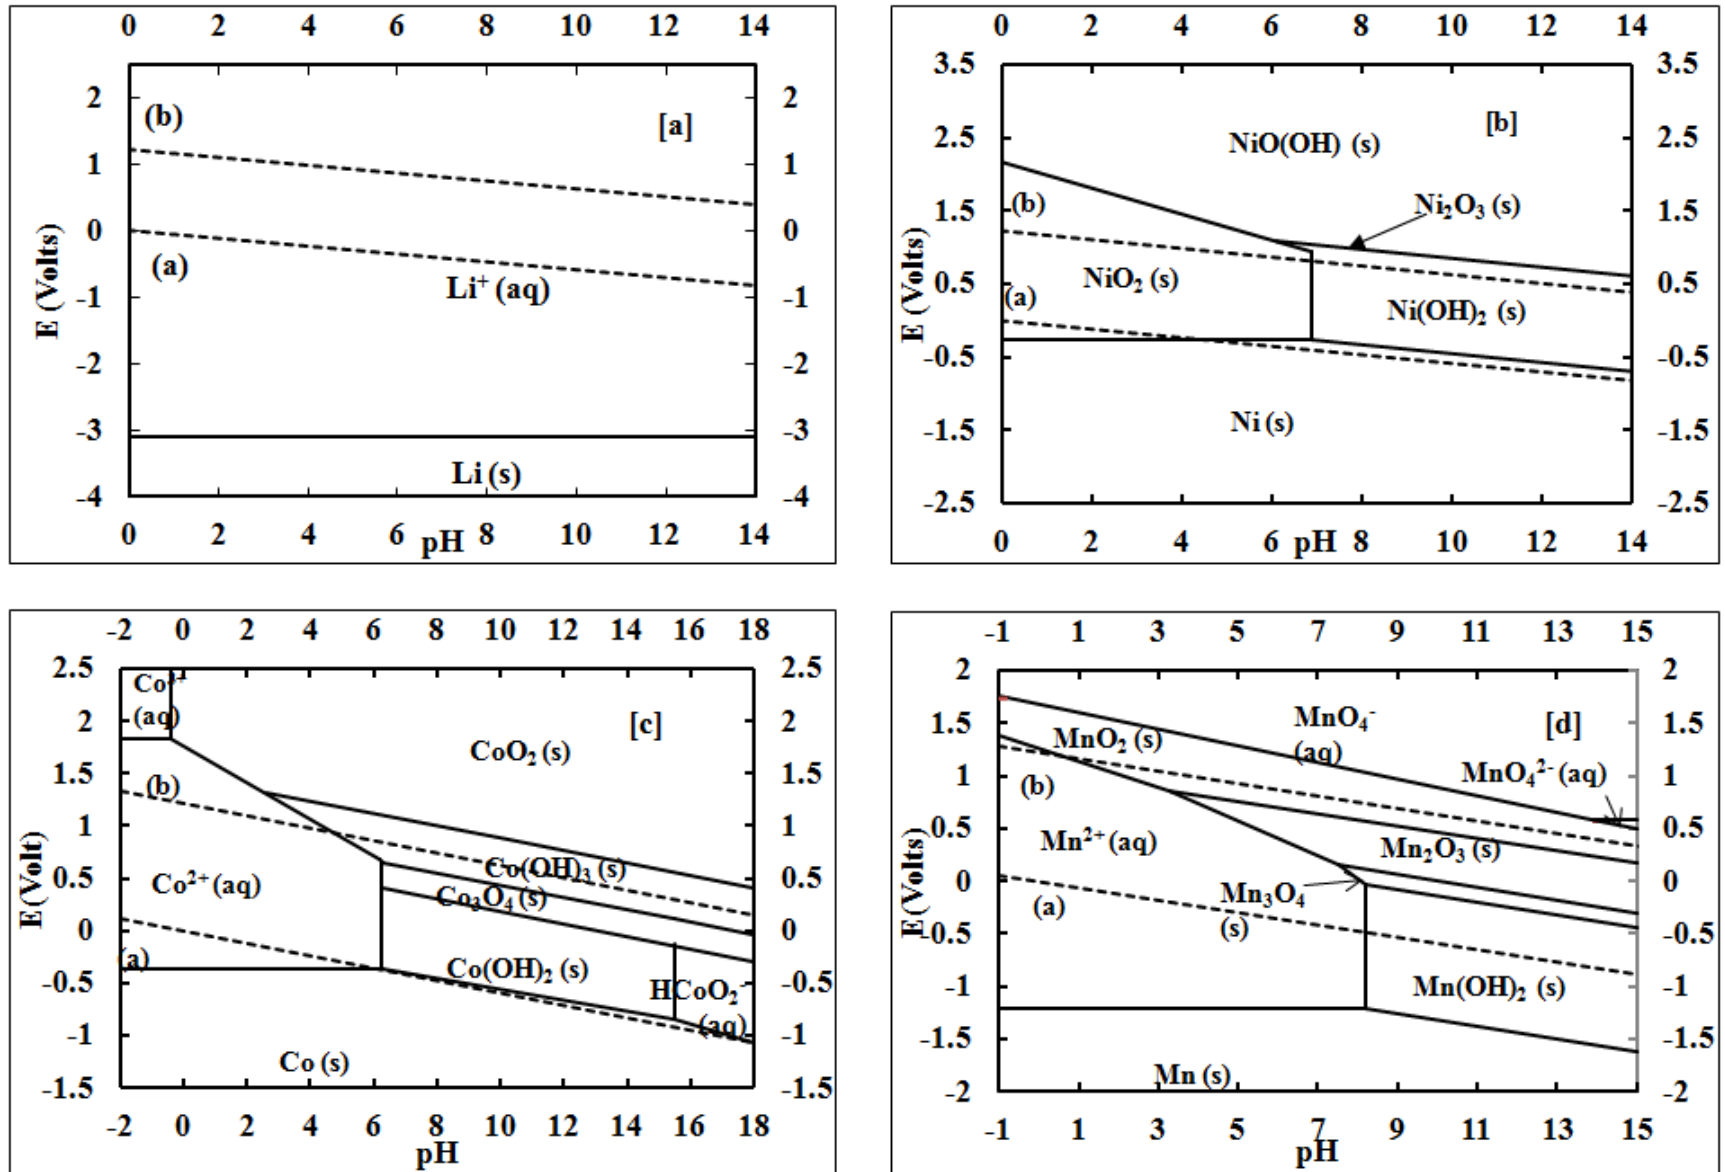 0 2 4 6 8 10 12 14
2 2
(b) [a]
1 1
0 0
(a)
Li⁺ (aq)
-1 -1
-2 -2
-3 -3
Li (s)
-4 -4
0 2 4 6 8 10 12 14
pH
E (Volts)
0 2 4 6 8 10 12 14
3.5 3.5
[b]
2.5 NiO(OH) (s) 2.5
Ni₂O₃ (s)
1.5 (b) 1.5
NiO₂ (s)
0.5 (a) 0.5
Ni(OH)₂ (s)
-0.5 -0.5
Ni (s)
-1.5 -1.5
-2.5 -2.5
0 2 4 6 8 10 12 14
pH
E (Volts)
-2 0 2 4 6 8 10 12 14 16 18
2.5 2.5
Co³⁺
(aq) [c]
2 2
CoO₂ (s)
1.5 1.5
(b)
1 1
Co(OH)₃ (s)
0.5 0.5
Co²⁺ (aq) Co₃O₄ (s)
0 0
(a)
-0.5 Co(OH)₂ (s) -0.5
HCoO₂⁻
(aq)
-1 -1
Co (s)
-1.5 -1.5
-2 0 2 4 6 8 10 12 14 16 18
pH
E (Volt)
-1 1 3 5 7 9 11 13 15
2 2
MnO₄⁻
(aq) [d]
1.5 MnO₂ (s) 1.5
MnO₄²⁻ (aq)
1 (b) 1
0.5 0.5
Mn²⁺ (aq) Mn₂O₃ (s)
0 0
Mn₃O₄
(s)
(a)
-0.5 -0.5
Mn(OH)₂ (s)
-1 -1
-1.5 -1.5
Mn (s)
-2 -2
-1 1 3 5 7 9 11 13 15
pH
E (Volts)